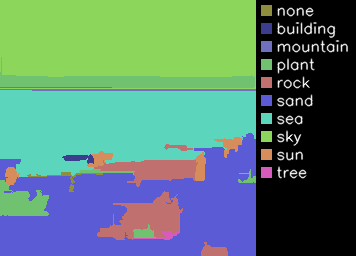 none
building
mountain
plant
rock
sand
sea
sky
sun
tree